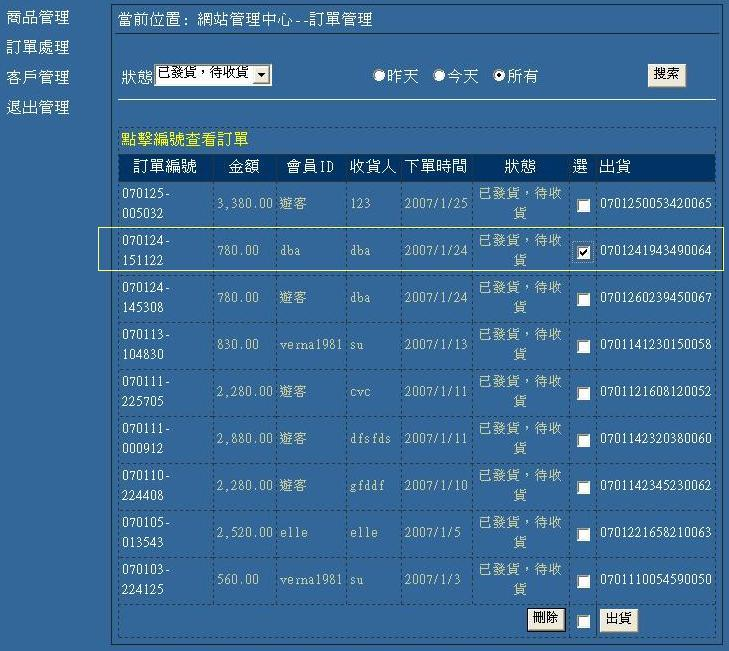 商品管理
訂單處理
客戶管理
退出管理
當前位置: 網站管理中心--訂單管理
狀態 已發貨，待收貨 昨天 今天 所有 搜索
點擊編號查看訂單
訂單編號 金額 會員ID 收貨人 下單時間 狀態 選 出貨
070125-
005032 3,380.00 遊客 123 2007/1/25 已發貨，待收
貨 0701250053420065
070124-
151122 780.00 dba dba 2007/1/24 已發貨，待收
貨 0701241943490064
070124-
145308 780.00 遊客 dba 2007/1/24 已發貨，待收
貨 0701260239450067
070113-
104830 830.00 verna1981 su 2007/1/13 已發貨，待收
貨 0701141230150058
070111-
225705 2,280.00 遊客 cvc 2007/1/11 已發貨，待收
貨 0701121608120052
070111-
000912 2,880.00 遊客 dfsfds 2007/1/11 已發貨，待收
貨 0701142320380060
070110-
224408 2,280.00 遊客 gfddf 2007/1/10 已發貨，待收
貨 0701142345230062
070105-
013543 2,520.00 elle elle 2007/1/5 已發貨，待收
貨 0701221658210063
070103-
224125 560.00 verna1981 su 2007/1/3 已發貨，待收
貨 0701110054590050
刪除 出貨